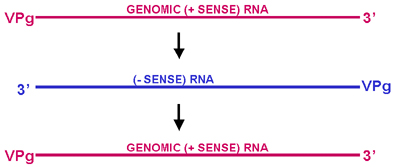 GENOMIC (+ SENSE) RNA
VPg 3’
(- SENSE) RNA
3’ VPg
GENOMIC (+ SENSE) RNA
VPg 3’